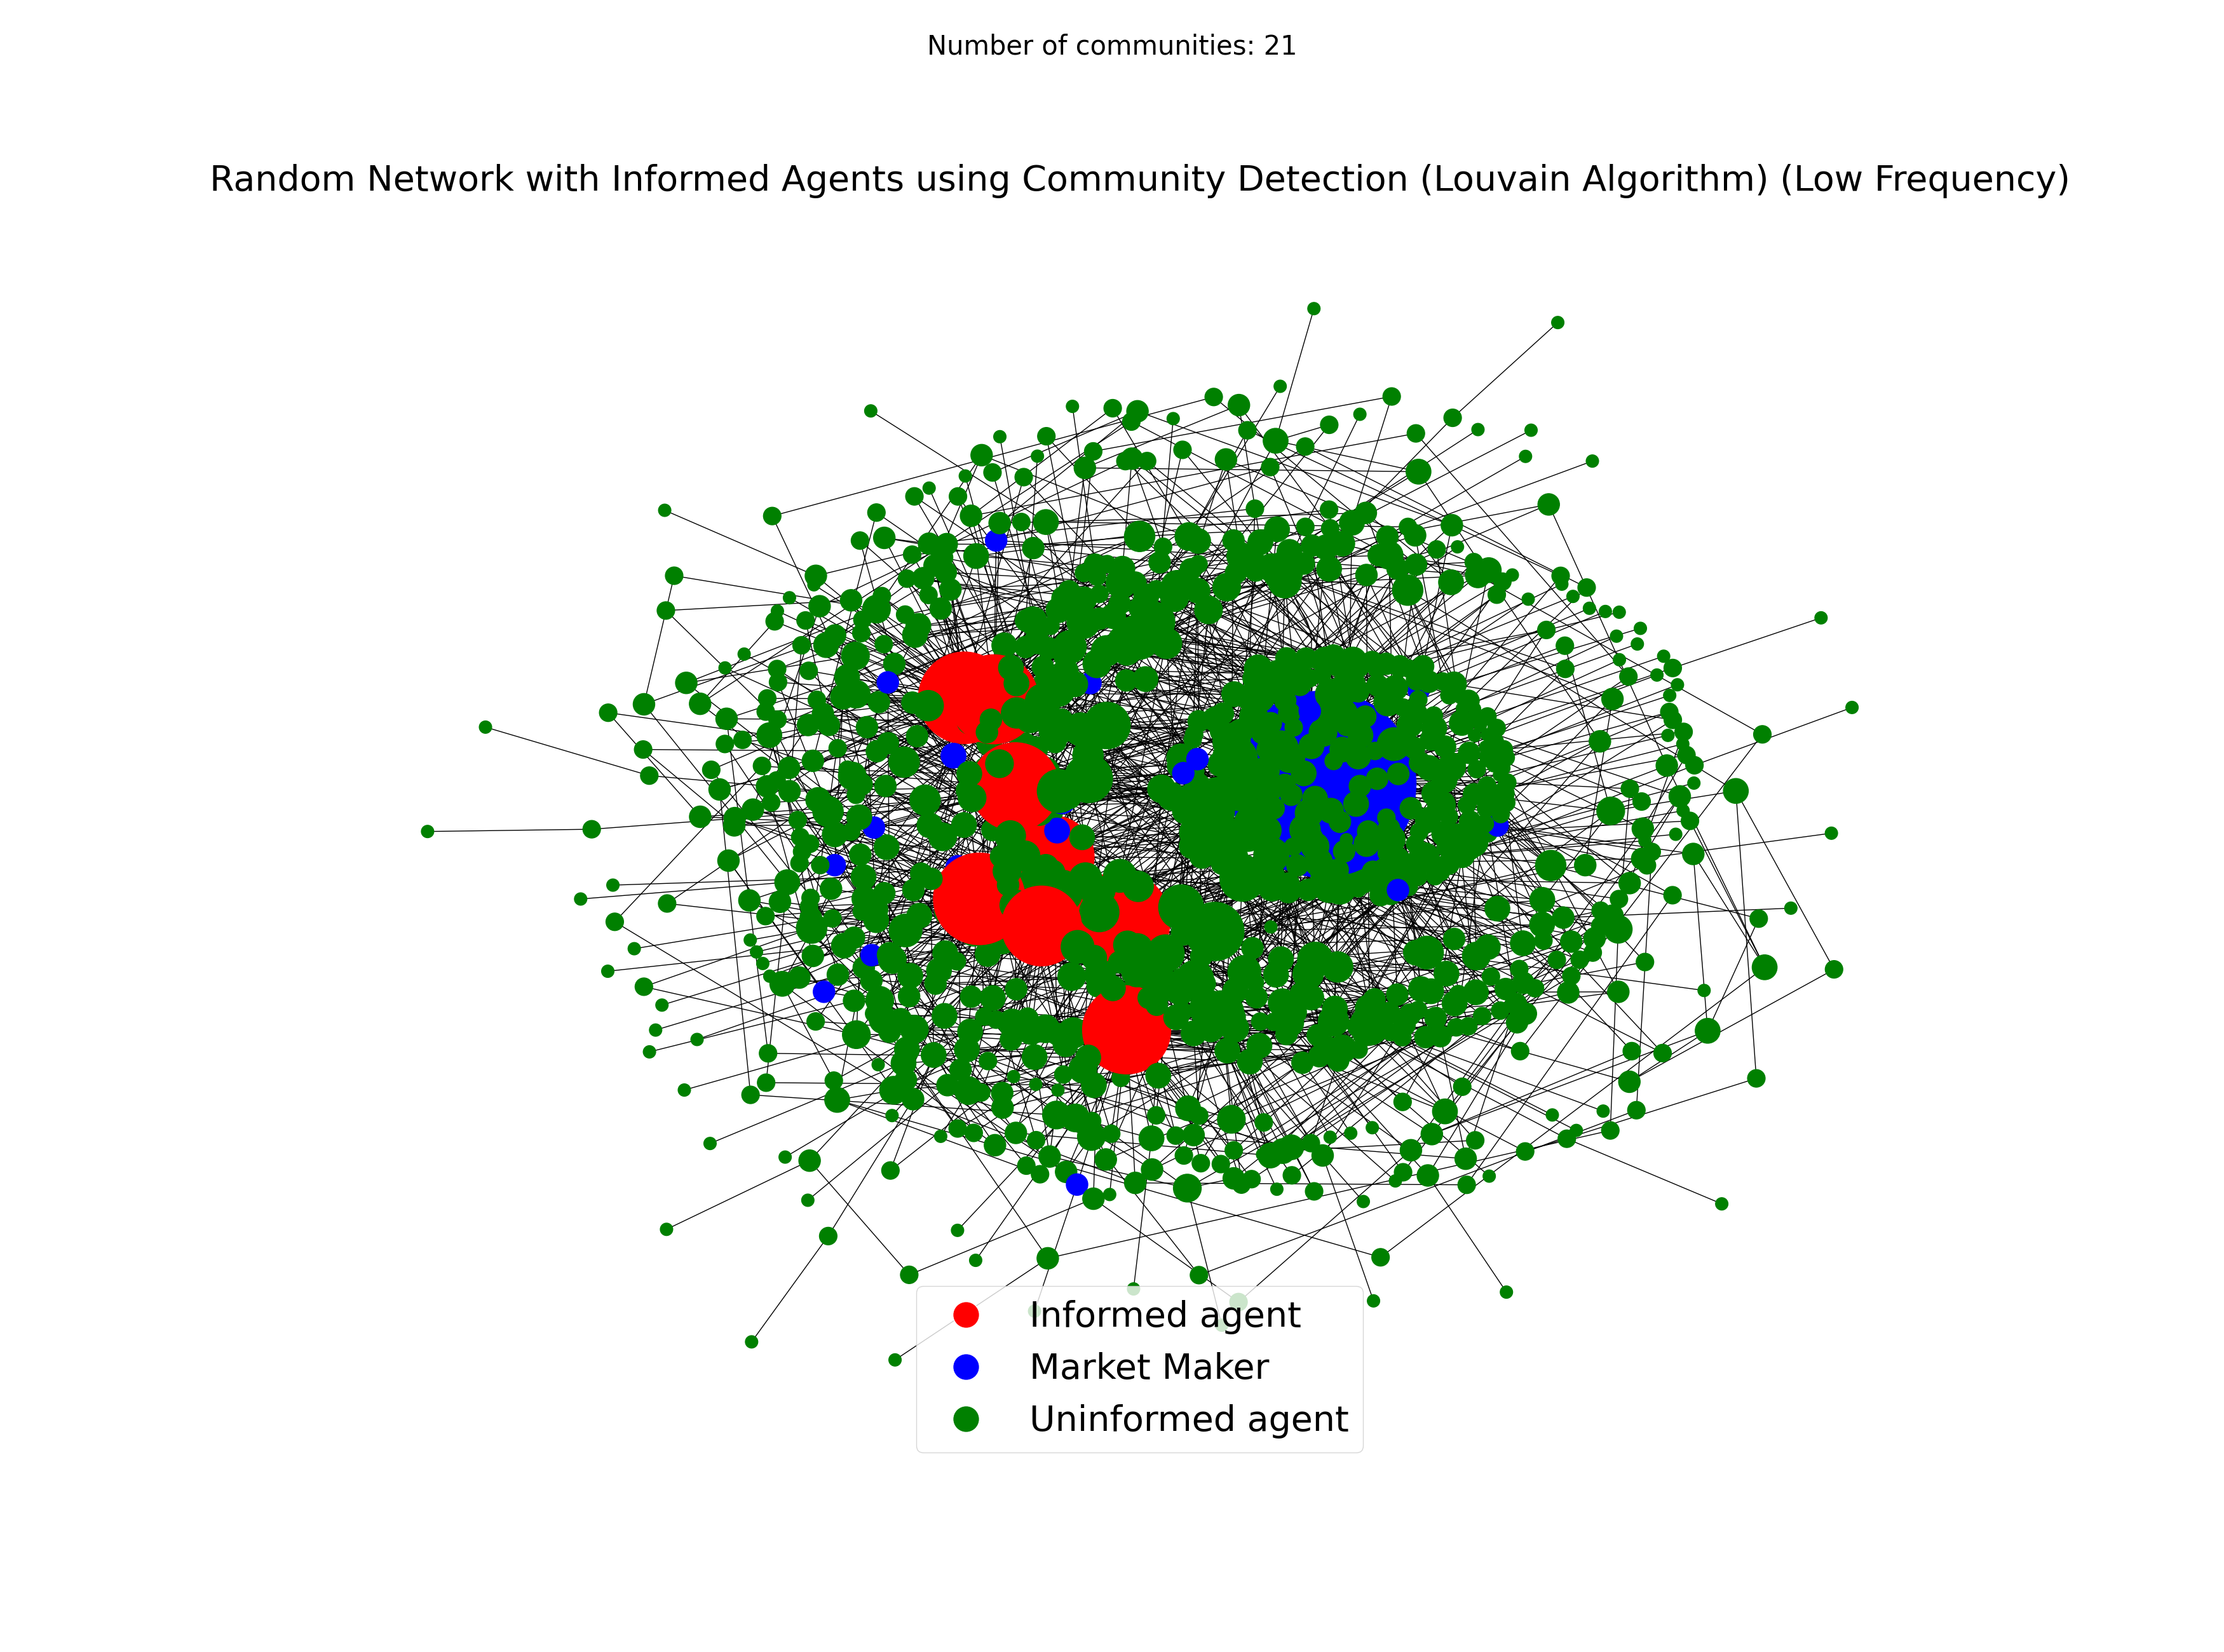 Number of communities: 21
Random Network with Informed Agents using Community Detection (Louvain Algorithm) (Low Frequency)
Informed agent
Market Maker
Uninformed agent